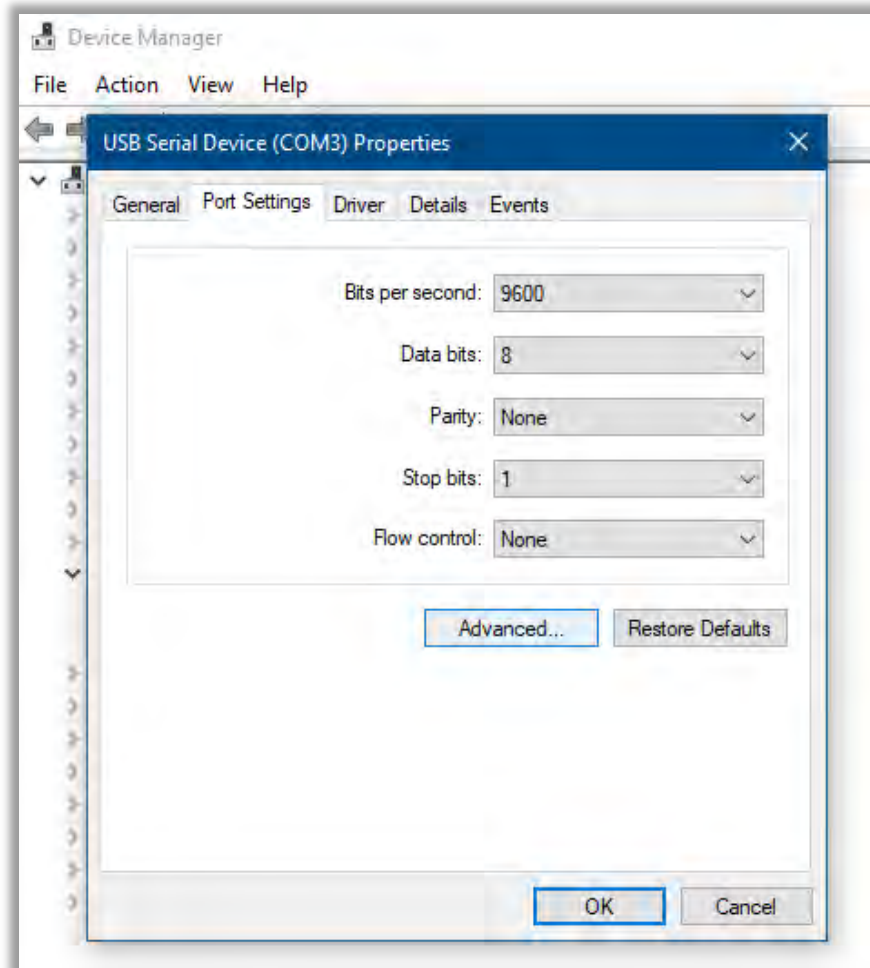 Device Manager
File Action View Help
USB Serial Device (COM3) Properties
General Port Settings Driver Details Events
Bits per second: 9600
Data bits: 8
Parity: None
Stop bits: 1
Flow control: None
Advanced... Restore Defaults
OK Cancel